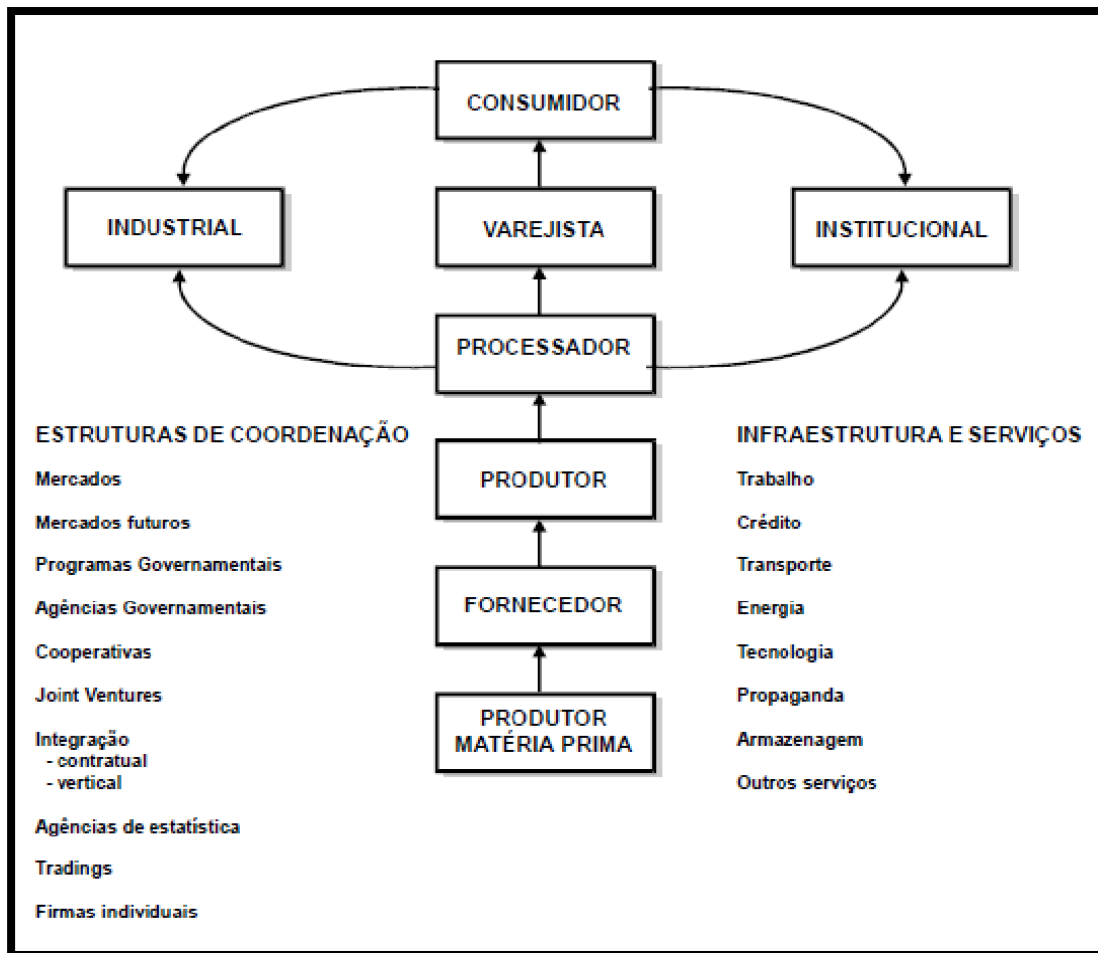 CONSUMIDOR
INDUSTRIAL
VAREJISTA
INSTITUCIONAL
PROCESSADOR
ESTRUTURAS DE COORDENAÇÃO
Mercados
Mercados futuros
Programas Governamentais
Agências Governamentais
Cooperativas
Joint Ventures
Integração
- contratual
- vertical
Agências de estatística
Tradings
Firmas individuais
PRODUTOR
FORNECEDOR
PRODUTOR
MATÉRIA PRIMA
INFRAESTRUTURA E SERVIÇOS
Trabalho
Crédito
Transporte
Energia
Tecnologia
Propaganda
Armazenagem
Outros serviços